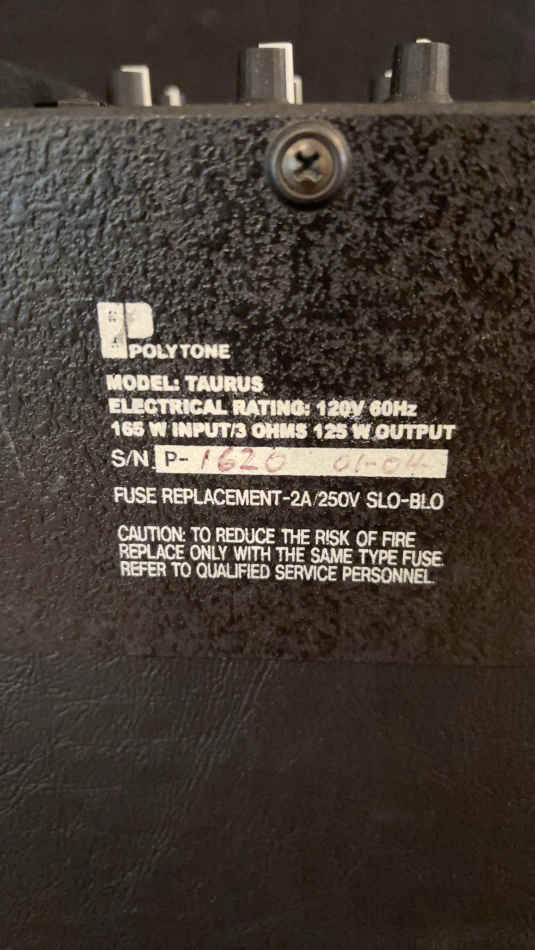 POLYTONE
MODEL: TAURUS
ELECTRICAL RATING: 120V 60Hz
165 W INPUT/3 OHMS 125 W OUTPUT
S/N P-1620 01-04
FUSE REPLACEMENT-2A/250V SLO-BLO
CAUTION: TO REDUCE THE RISK OF FIRE
REPLACE ONLY WITH THE SAME TYPE FUSE.
REFER TO QUALIFIED SERVICE PERSONNEL.